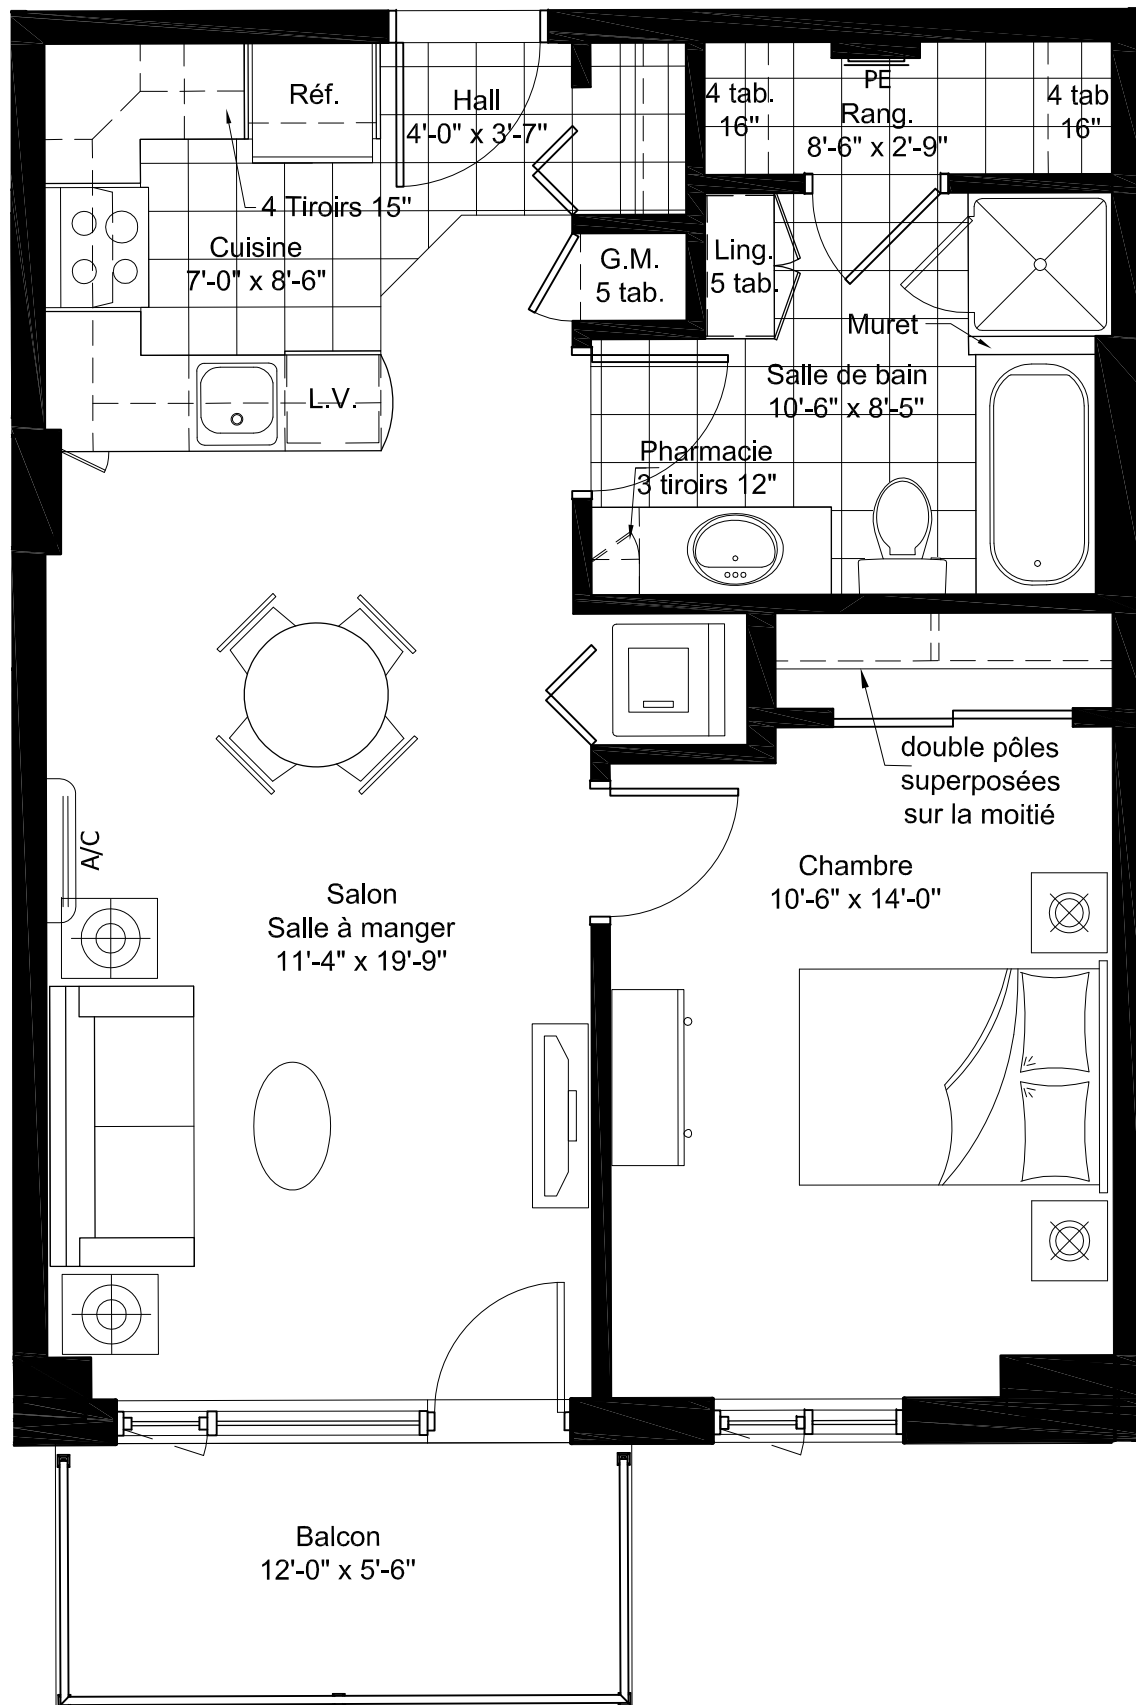 Réf.
Hall
4'-0" x 3'-7"
4 tab.
16"
PE
Rang.
8'-6" x 2'-9"
4 tab
16"
4 Tiroirs 15"
Cuisine
7'-0" x 8'-6"
G.M.
5 tab.
Ling.
5 tab.
Muret
L.V.
Salle de bain
10'-6" x 8'-5"
Pharmacie
3 tiroirs 12"
double pôles
superposées
sur la moitié
A/C
Chambre
10'-6" x 14'-0"
Salon
Salle à manger
11'-4" x 19'-9"
Balcon
12'-0" x 5'-6"